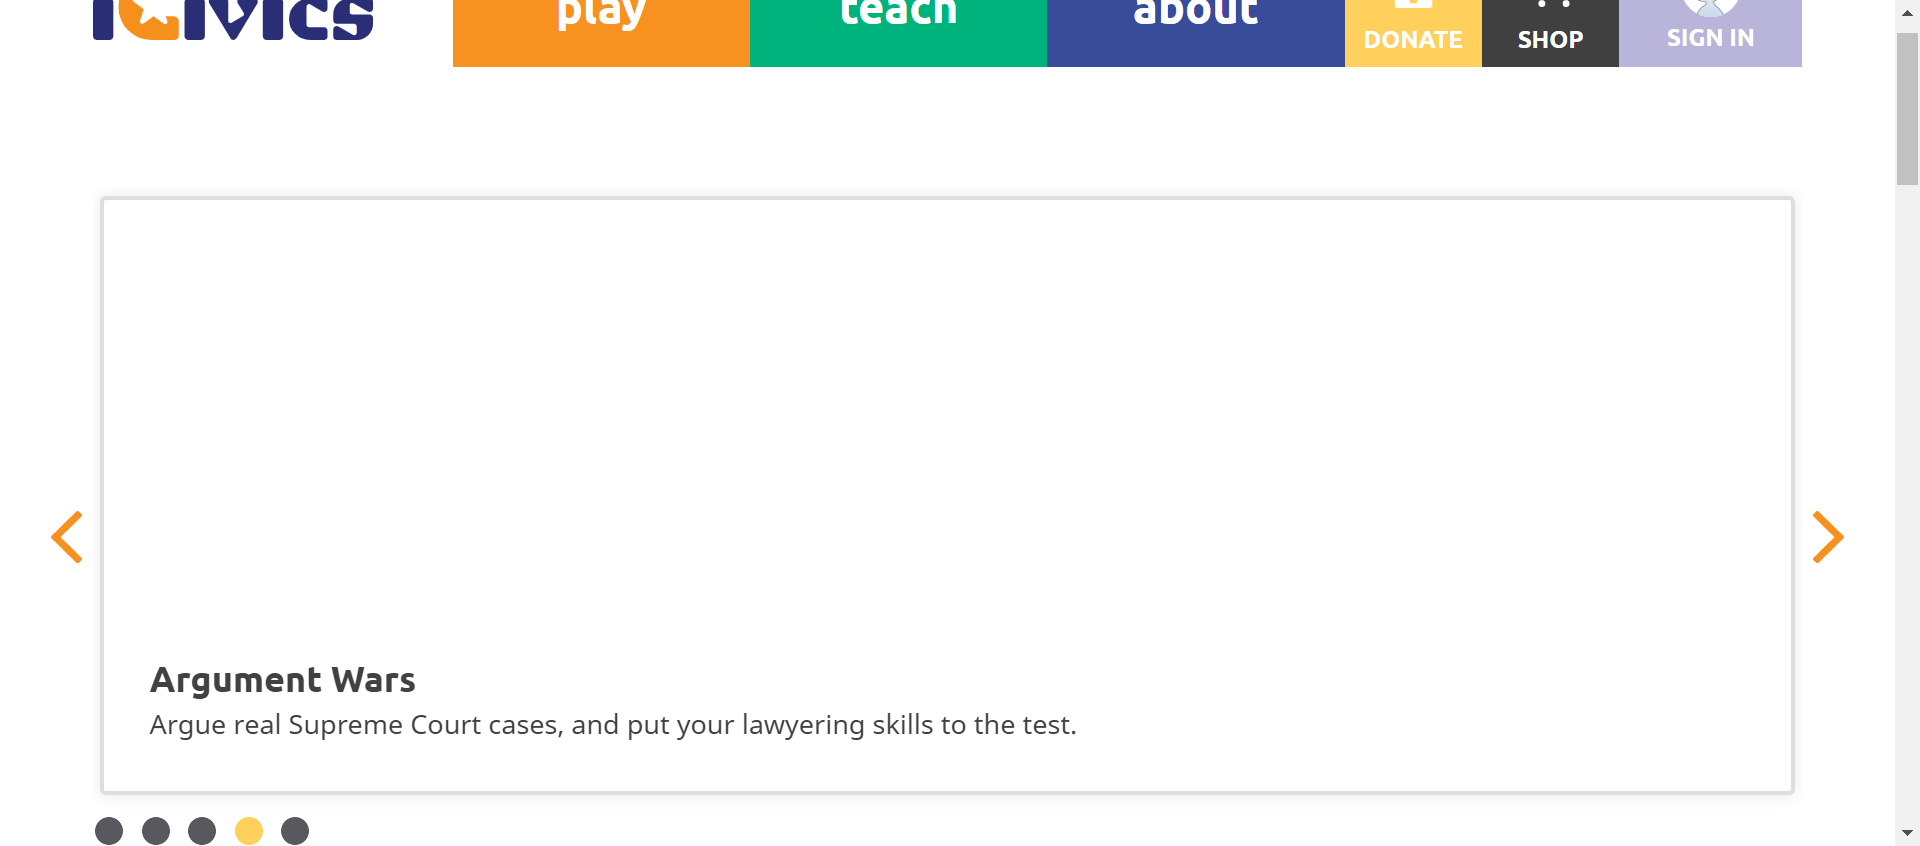 iCivics
play
teach
about
DONATE
SHOP
SIGN IN
Argument Wars
Argue real Supreme Court cases, and put your lawyering skills to the test.